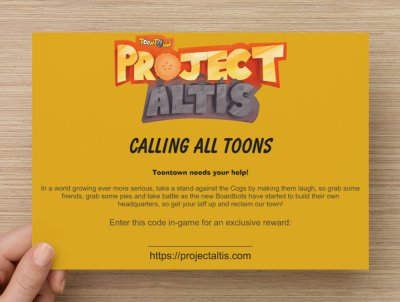 TOONTOWN
PROJECT
ALTIS
CALLING ALL TOONS
Toontown needs your help!
In a world growing ever more serious, take a stand against the Cogs by making them laugh, so grab some
friends, grab some pies and take battle as the new Boardbots have started to build their own
headquarters, so get your laff up and reclaim our town!
Enter this code in-game for an exclusive reward:
https://projectaltis.com